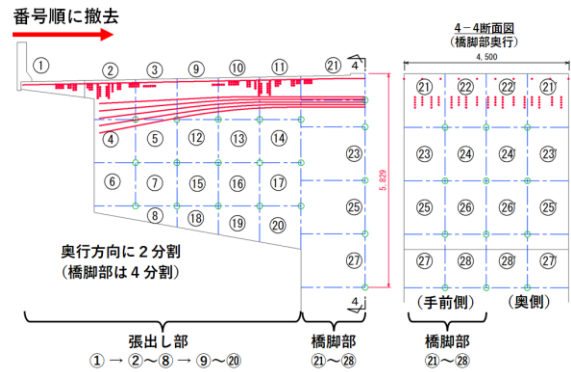 番号順に撤去
① ② ③ ⑨ ⑩ ⑪ ㉑ 4
④ ⑤ ⑫ ⑬ ⑭
⑥ ⑦ ⑮ ⑯ ⑰ ㉓
⑧ ⑱ ⑲ ⑳ ㉕
㉗
4
5.829
奥行方向に2分割
(橋脚部は4分割)
張出し部
①→②~⑧→⑨~⑳
橋脚部
㉑~㉘
4-4断面図
(橋脚部奥行)
4.500
㉑ ㉒ ㉒' ㉑'
㉓ ㉔ ㉔' ㉓'
㉕ ㉖ ㉖' ㉕'
㉗ ㉘ ㉘' ㉗'
(手前側) (奥側)
橋脚部
㉑~㉘